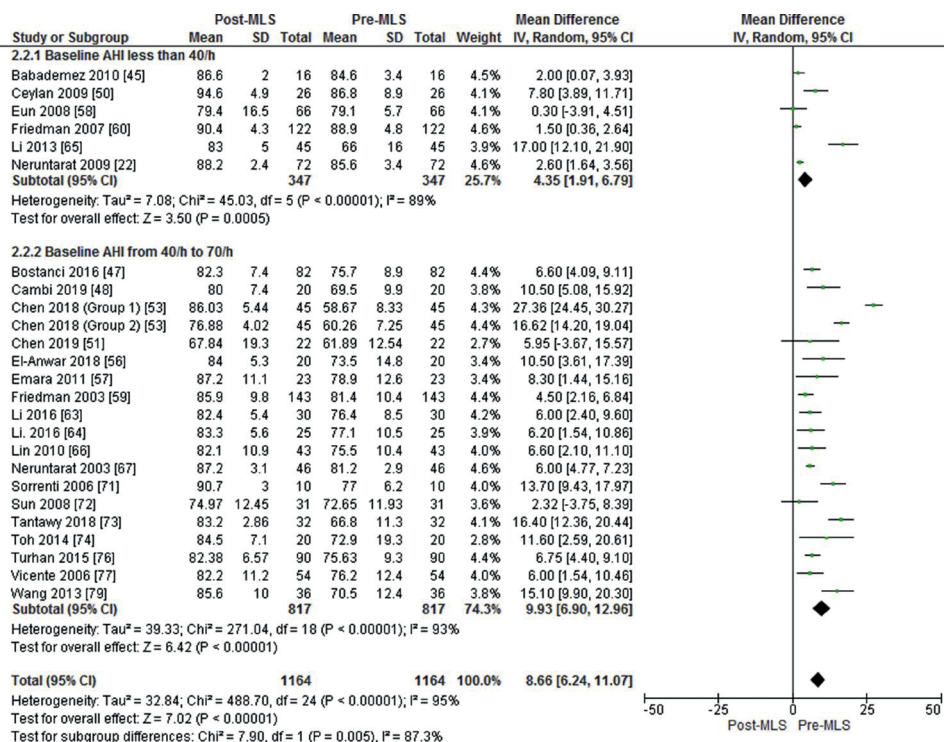 Post-MLS Pre-MLS Mean Difference Mean Difference
Study or Subgroup Mean SD Total Mean SD Total Weight IV, Random, 95% CI IV, Random, 95% CI
2.2.1 Baseline AHI less than 40/h
Babademez 2010 [45] 86.6 2 16 84.6 3.4 16 4.5% 2.00 [0.07, 3.93]
Ceylan 2009 [50] 94.6 4.9 26 86.8 8.9 26 4.2% 7.80 [3.89, 11.71]
Eun 2008 [58] 79.4 16.5 66 79.1 5.7 66 4.1% 0.30 [-3.91, 4.51]
Friedman 2007 [60] 90.4 4.3 122 88.9 4.8 122 4.6% 1.50 [0.36, 2.64]
Li 2013 [65] 83 5 45 66 16 45 3.9% 17.00 [12.10, 21.90]
Neruntarat 2009 [22] 88.2 2.4 72 85.6 3.4 72 4.6% 2.60 [1.64, 3.56]
Subtotal (95% CI) 347 347 25.7% 4.35 [1.91, 6.79]
Heterogeneity: Tau² = 7.08; Chi² = 45.03, df = 5 (P < 0.00001); I² = 89%
Test for overall effect: Z = 3.50 (P = 0.0005)
2.2.2 Baseline AHI from 40/h to 70/h
Bostanci 2016 [47] 82.3 7.4 82 75.7 8.9 82 4.4% 6.60 [4.09, 9.11]
Cambi 2019 [48] 80 7.4 20 69.5 9.9 20 3.7% 10.50 [5.08, 15.92]
Chen 2018 (Group 1) [53] 86.03 5.44 45 58.67 8.33 45 4.3% 27.36 [24.45, 30.27]
Chen 2018 (Group 2) [53] 76.88 4.02 45 60.26 7.25 45 4.4% 16.62 [14.20, 19.04]
Chen 2019 [51] 67.84 19.3 22 61.89 12.54 22 2.7% 5.95 [-3.67, 15.57]
El-Anwar 2018 [56] 84 5.3 20 73.5 14.8 20 3.4% 10.50 [3.61, 17.39]
Emara 2011 [57] 87.2 11.1 23 78.9 12.6 23 3.4% 8.30 [1.44, 15.16]
Friedman 2003 [59] 85.9 9.8 143 81.4 10.4 143 4.4% 4.50 [2.16, 6.84]
Li 2016 [63] 82.4 5.4 30 76.4 8.5 30 4.2% 6.00 [2.40, 9.60]
Li. 2016 [64] 83.3 5.6 25 77.1 10.5 25 3.9% 6.20 [1.54, 10.86]
Lin 2010 [66] 82.1 10.9 43 75.5 10.4 43 4.0% 6.60 [2.10, 11.10]
Neruntarat 2003 [67] 87.2 3.1 46 81.2 2.9 46 4.6% 6.00 [4.77, 7.23]
Sorrenti 2006 [71] 90.7 3 10 77 6.2 10 4.0% 13.70 [9.43, 17.97]
Sun 2008 [72] 74.97 12.45 31 72.65 11.93 31 3.6% 2.32 [-3.75, 8.39]
Tantawy 2018 [73] 83.2 2.86 32 66.8 11.3 32 4.1% 16.40 [12.36, 20.44]
Toh 2014 [74] 84.5 7.1 20 72.9 19.3 20 2.8% 11.60 [2.59, 20.61]
Turhan 2015 [76] 82.38 6.57 90 75.63 9.3 90 4.4% 6.75 [4.40, 9.10]
Vicente 2006 [77] 82.2 11.2 54 76.2 12.4 54 4.0% 6.00 [1.54, 10.46]
Wang 2013 [79] 85.6 10 36 70.5 12.4 36 3.8% 15.10 [9.90, 20.30]
Subtotal (95% CI) 817 817 74.3% 9.93 [6.90, 12.96]
Heterogeneity: Tau² = 39.33; Chi² = 271.04, df = 18 (P < 0.00001); I² = 93%
Test for overall effect: Z = 6.42 (P < 0.00001)
Total (95% CI) 1164 1164 100.0% 8.66 [6.24, 11.07]
Heterogeneity: Tau² = 32.84; Chi² = 488.70, df = 24 (P < 0.00001); I² = 95%
Test for overall effect: Z = 7.02 (P < 0.00001)
Test for subgroup differences: Chi² = 7.90, df = 1 (P = 0.005), I² = 87.3%
-50 -25 0 25 50
Post-MLS Pre-MLS